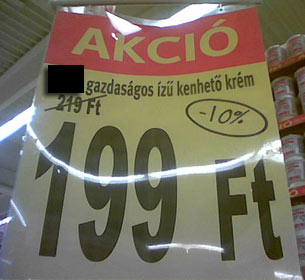 AKCIÓ
gazdaságos ízű kenhető krém
219 Ft
-10%
199 Ft